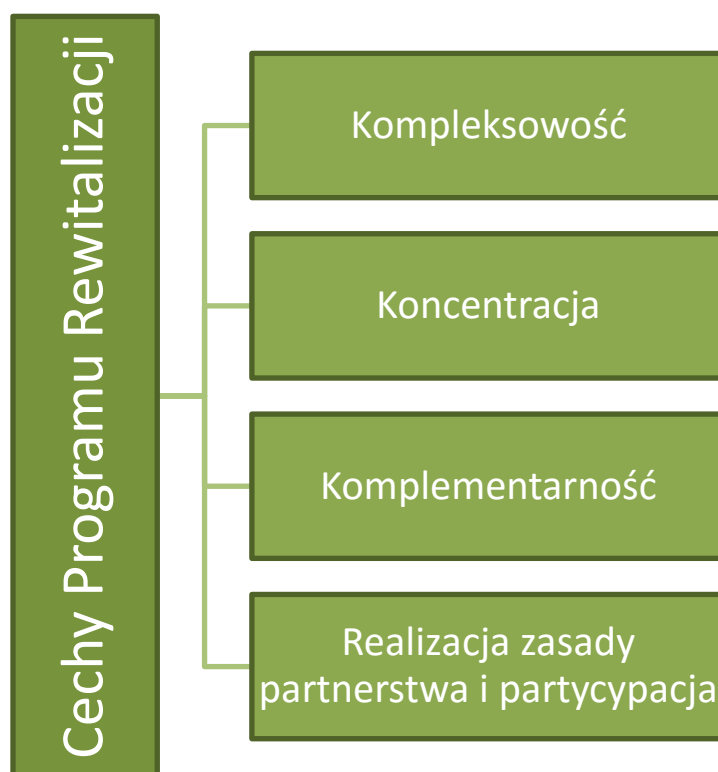 Cechy Programu Rewitalizacji
Kompleksowość
Koncentracja
Komplementarność
Realizacja zasady
partnerstwa i partycypacja